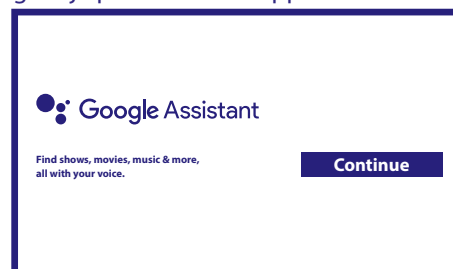 Google Assistant
Find shows, movies, music & more,
all with your voice.
Continue